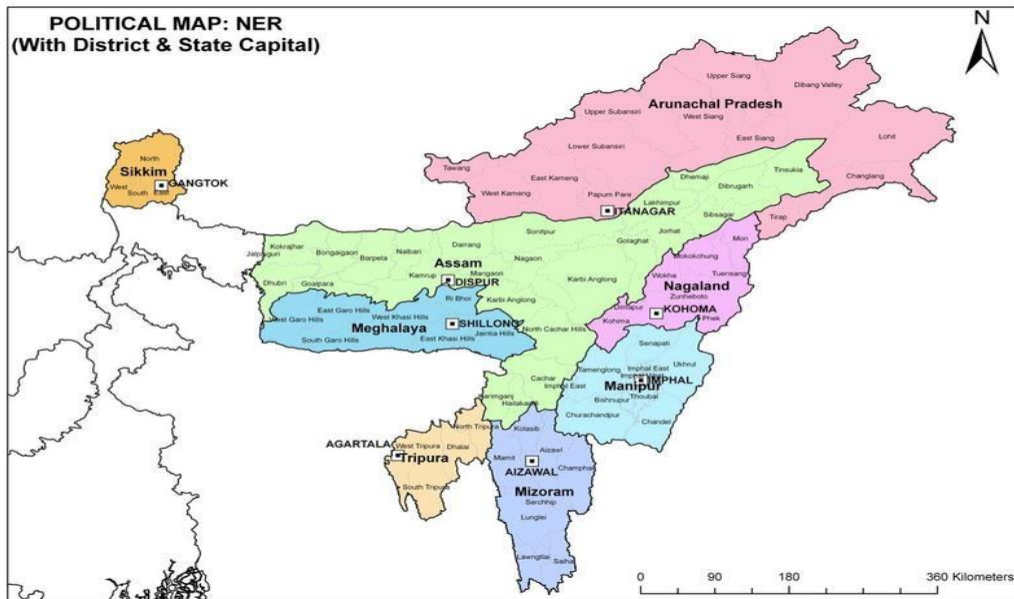 POLITICAL MAP: NER
(With District & State Capital)
N
Upper Siang
Dibang Valley
Arunachal Pradesh
Upper Subansiri
West Siang
East Siang
Lohit
Lower Subansiri
Tawang
East Kameng
West Kameng
Papum Pare
Changlang
ITANAGAR
Tirap
North
Sikkim
West
South
East
GANGTOK
Tinsukia
Dhemaji
Dibrugarh
Lakhimpur
Sibsagar
Jorhat
Sonitpur
Golaghat
Darrang
Kokrajhar
Jalpaiguri
Bongaigaon
Nalbari
Barpeta
Assam
Nagaon
Marigaon
Kamrup
DISPUR
Dhubri
Goalpara
Karbi Anglong
Karbi Anglong
North Cachar Hills
Cachar
Imphal East
Karimganj
Hailakandi
Mon
Mokokchung
Tuensang
Wokha
Nagaland
Zunheboto
Dimapur
KOHOMA
Kohima
Phek
Ri Bhoi
East Garo Hills
West Khasi Hills
West Garo Hills
Meghalaya
SHILLONG
South Garo Hills
East Khasi Hills
Jaintia Hills
Senapati
Tamenglong
Imphal East
Ukhrul
Imphal West
IMPHAL
Manipur
Thoubal
Bishnupur
Churachandpur
Chandel
North Tripura
AGARTALA
West Tripura
Dhalai
Tripura
South Tripura
Kolasib
Mamit
Aizawl
Champhai
AIZAWAL
Mizoram
Serchhip
Lunglei
Lawngtlai
Saiha
0 90 180 360 Kilometers